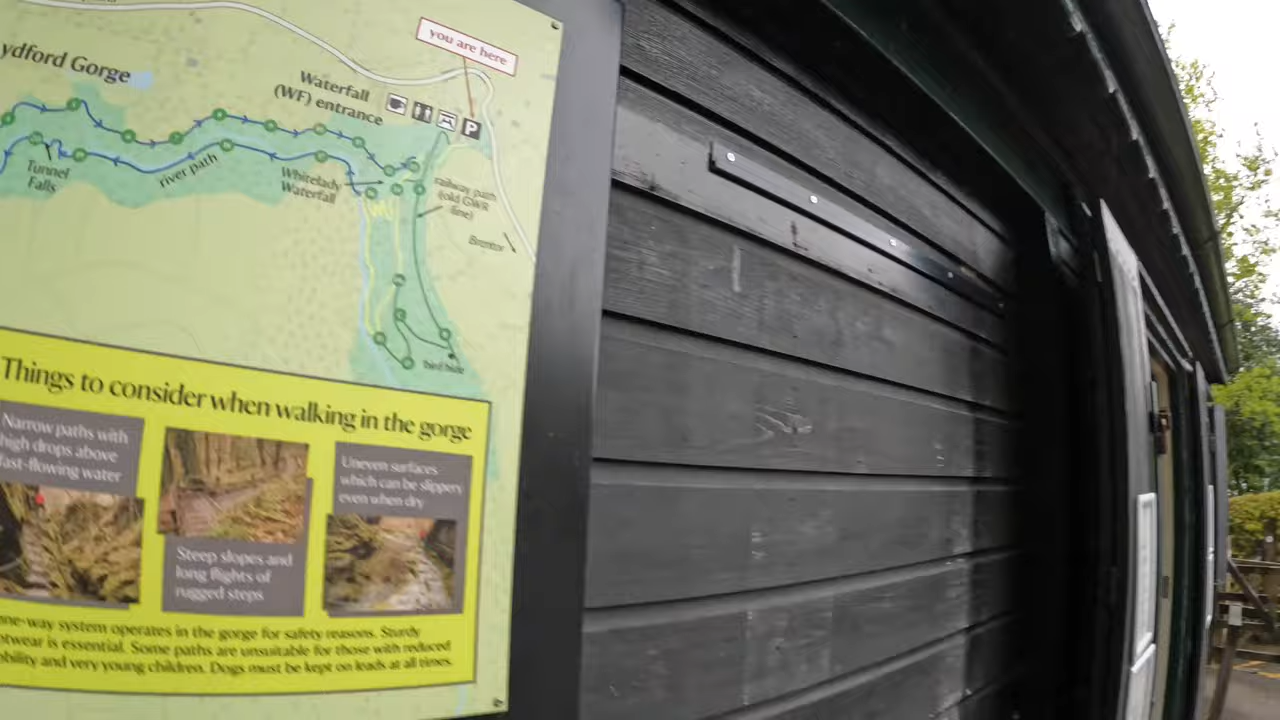 ydford Gorge
you are here
Waterfall
(WF) entrance
P
Tunnel
Falls
river path
Whitelady
Waterfall
railway path
(old GWR
line)
Brentor
bird hide
Things to consider when walking in the gorge
Narrow paths with
high drops above
fast-flowing water
Steep slopes and
long flights of
rugged steps
Uneven surfaces
which can be slippery
even when dry
ne-way system operates in the gorge for safety reasons. Sturdy
otwear is essential. Some paths are unsuitable for those with reduced
obility and very young children. Dogs must be kept on leads at all times.